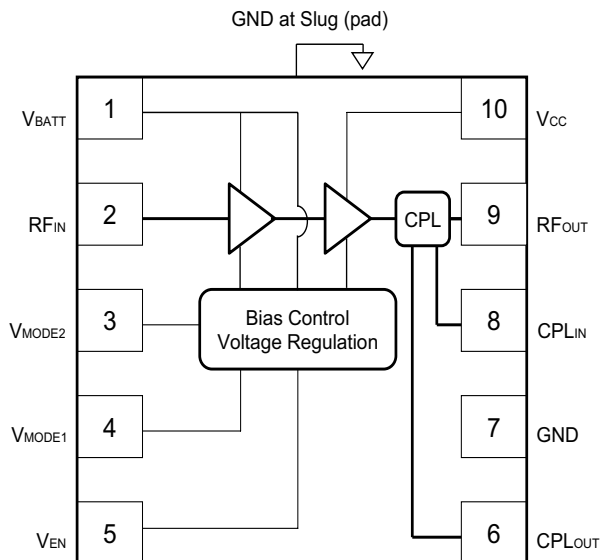 GND at Slug (pad)
VBATT 1 10 VCC
RFIN 2 CPL 9 RFOUT
VMODE2 3 Bias Control 8 CPLIN
Voltage Regulation
VMODE1 4 7 GND
VEN 5 6 CPLOUT